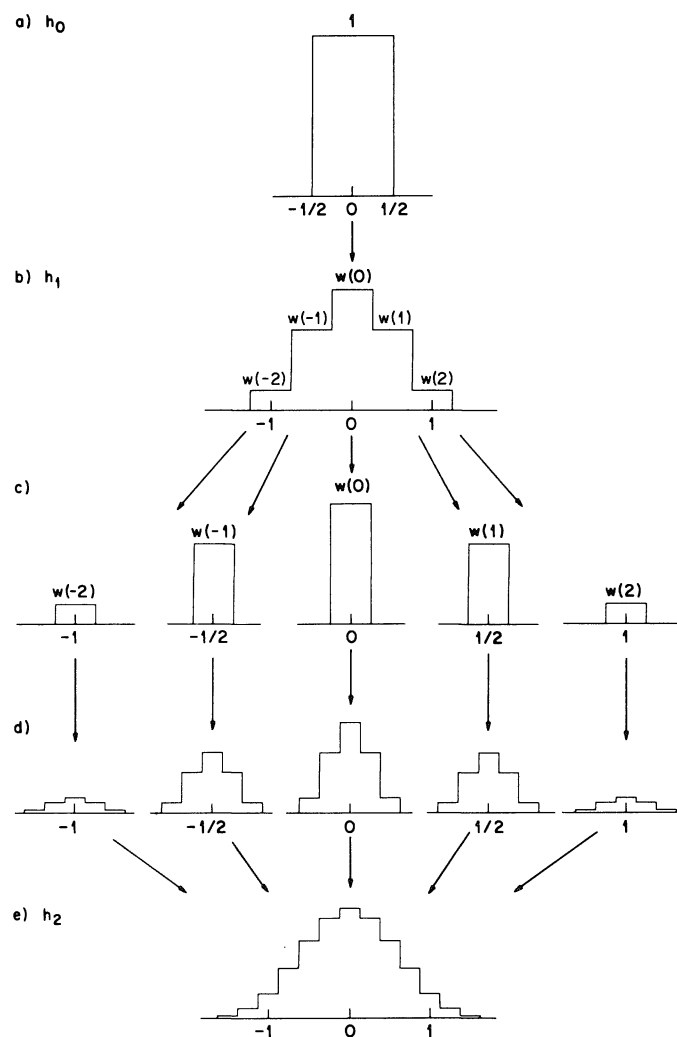 a) h0
1
-1/2 0 1/2
b) h1
w(0)
w(-1) w(1)
w(-2) w(2)
-1 0 1
c)
w(0)
w(-1) w(1)
w(-2) w(2)
-1 -1/2 0 1/2 1
d)
-1 -1/2 0 1/2 1
e) h2
-1 0 1